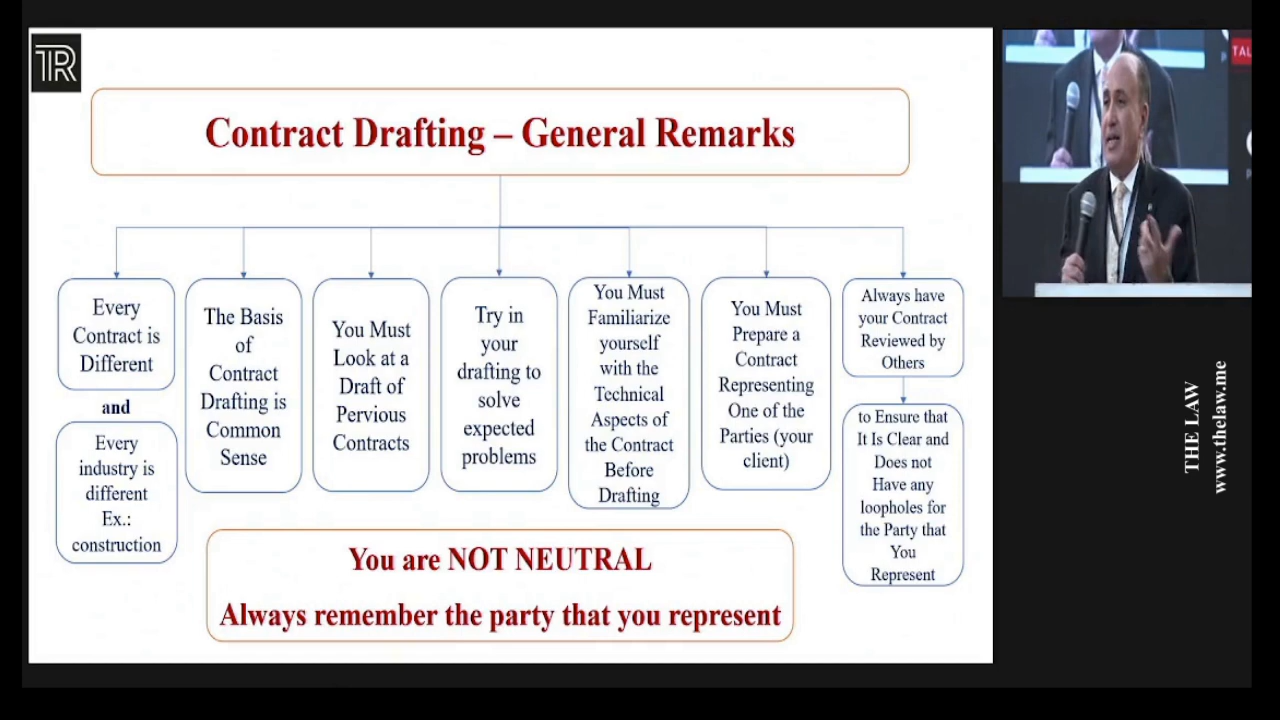 TR
Contract Drafting – General Remarks
Every
Contract is
Different
and
Every
industry is
different
Ex.:
construction
The Basis
of
Contract
Drafting is
Common
Sense
You Must
Look at a
Draft of
Pervious
Contracts
Try in
your
drafting to
solve
expected
problems
You Must
Familiarize
yourself
with the
Technical
Aspects of
the Contract
Before
Drafting
You Must
Prepare a
Contract
Representing
One of the
Parties (your
client)
Always have
your Contract
Reviewed by
Others
to Ensure that
It Is Clear and
Does not
Have any
loopholes for
the Party that
You
Represent
You are NOT NEUTRAL
Always remember the party that you represent
THE LAW
www.thelaw.me